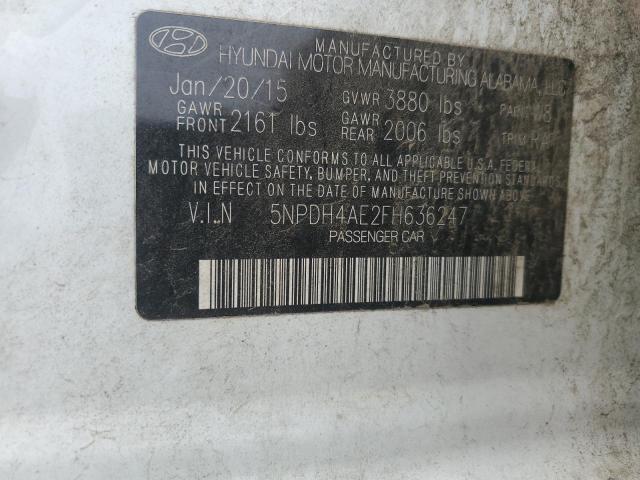 MANUFACTURED BY
HYUNDAI MOTOR MANUFACTURING ALABAMA, LLC
Jan/20/15 GVWR 3880 lbs PAINT
GAWR FRONT 2161 lbs GAWR REAR 2006 lbs TRIM
THIS VEHICLE CONFORMS TO ALL APPLICABLE U.S.A. FEDERAL
MOTOR VEHICLE SAFETY, BUMPER, AND THEFT PREVENTION STANDARDS
IN EFFECT ON THE DATE OF MANUFACTURE SHOWN ABOVE
V.I.N 5NPDH4AE2FH636247
PASSENGER CAR